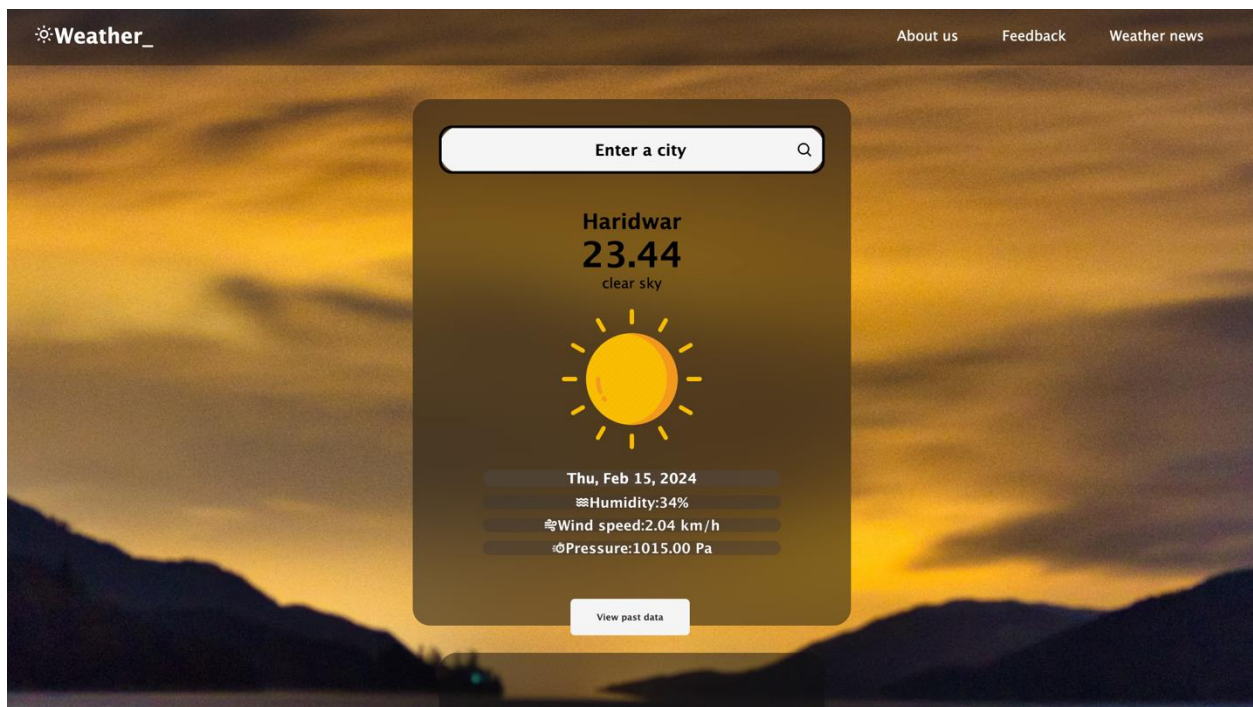 Weather_
About us Feedback Weather news
Enter a city
Haridwar
23.44
clear sky
Thu, Feb 15, 2024
Humidity:34%
Wind speed:2.04 km/h
Pressure:1015.00 Pa
View past data